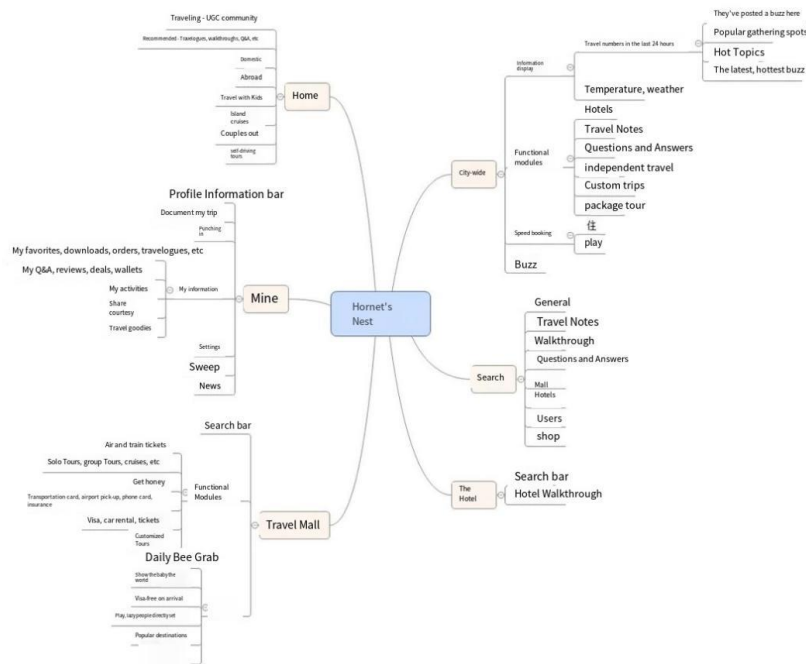 Traveling - UGC community
Recommended - Travelogues, walkthroughs, Q&A, etc
Domestic
Abroad
Travel with Kids
Island
cruises
Couples out
self-driving
tours
Home
Profile Information bar
Document my trip
Punching
in
My favorites, downloads, orders, travelogues, etc
My Q&A, reviews, deals, wallets
My activities
Share
courtesy
Travel goodies
My information
Settings
Sweep
News
Mine
Search bar
Air and train tickets
Solo Tours, group Tours, cruises, etc
Get honey
Transportation card, airport pick-up, phone card,
insurance
Visa, car rental, tickets
Customized
Tours
Functional
Modules
Daily Bee Grab
Show the baby the
world
Visa-free on arrival
Play, lazy people directly set
Popular destinations
Travel Mall
Hornet's
Nest
City-wide
Information
display
Travel numbers in the last 24 hours
They've posted a buzz here
Popular gathering spots
Hot Topics
The latest, hottest buzz
Temperature, weather
Functional
modules
Hotels
Travel Notes
Questions and Answers
independent travel
Custom trips
package tour
Speed booking
住
play
Buzz
Search
General
Travel Notes
Walkthrough
Questions and Answers
Mall
Hotels
Users
shop
The
Hotel
Search bar
Hotel Walkthrough